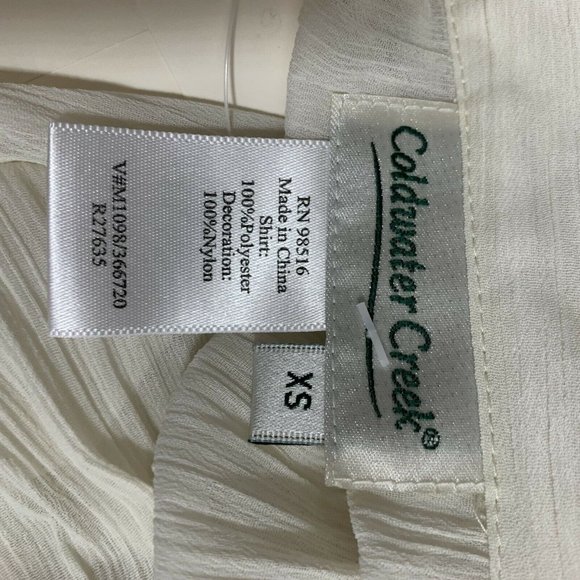 Coldwater Creek®
XS
RN 98516
Made in China
Shirt:
100%Polyester
Decoration:
100%Nylon
V#M1098/366720
R27635